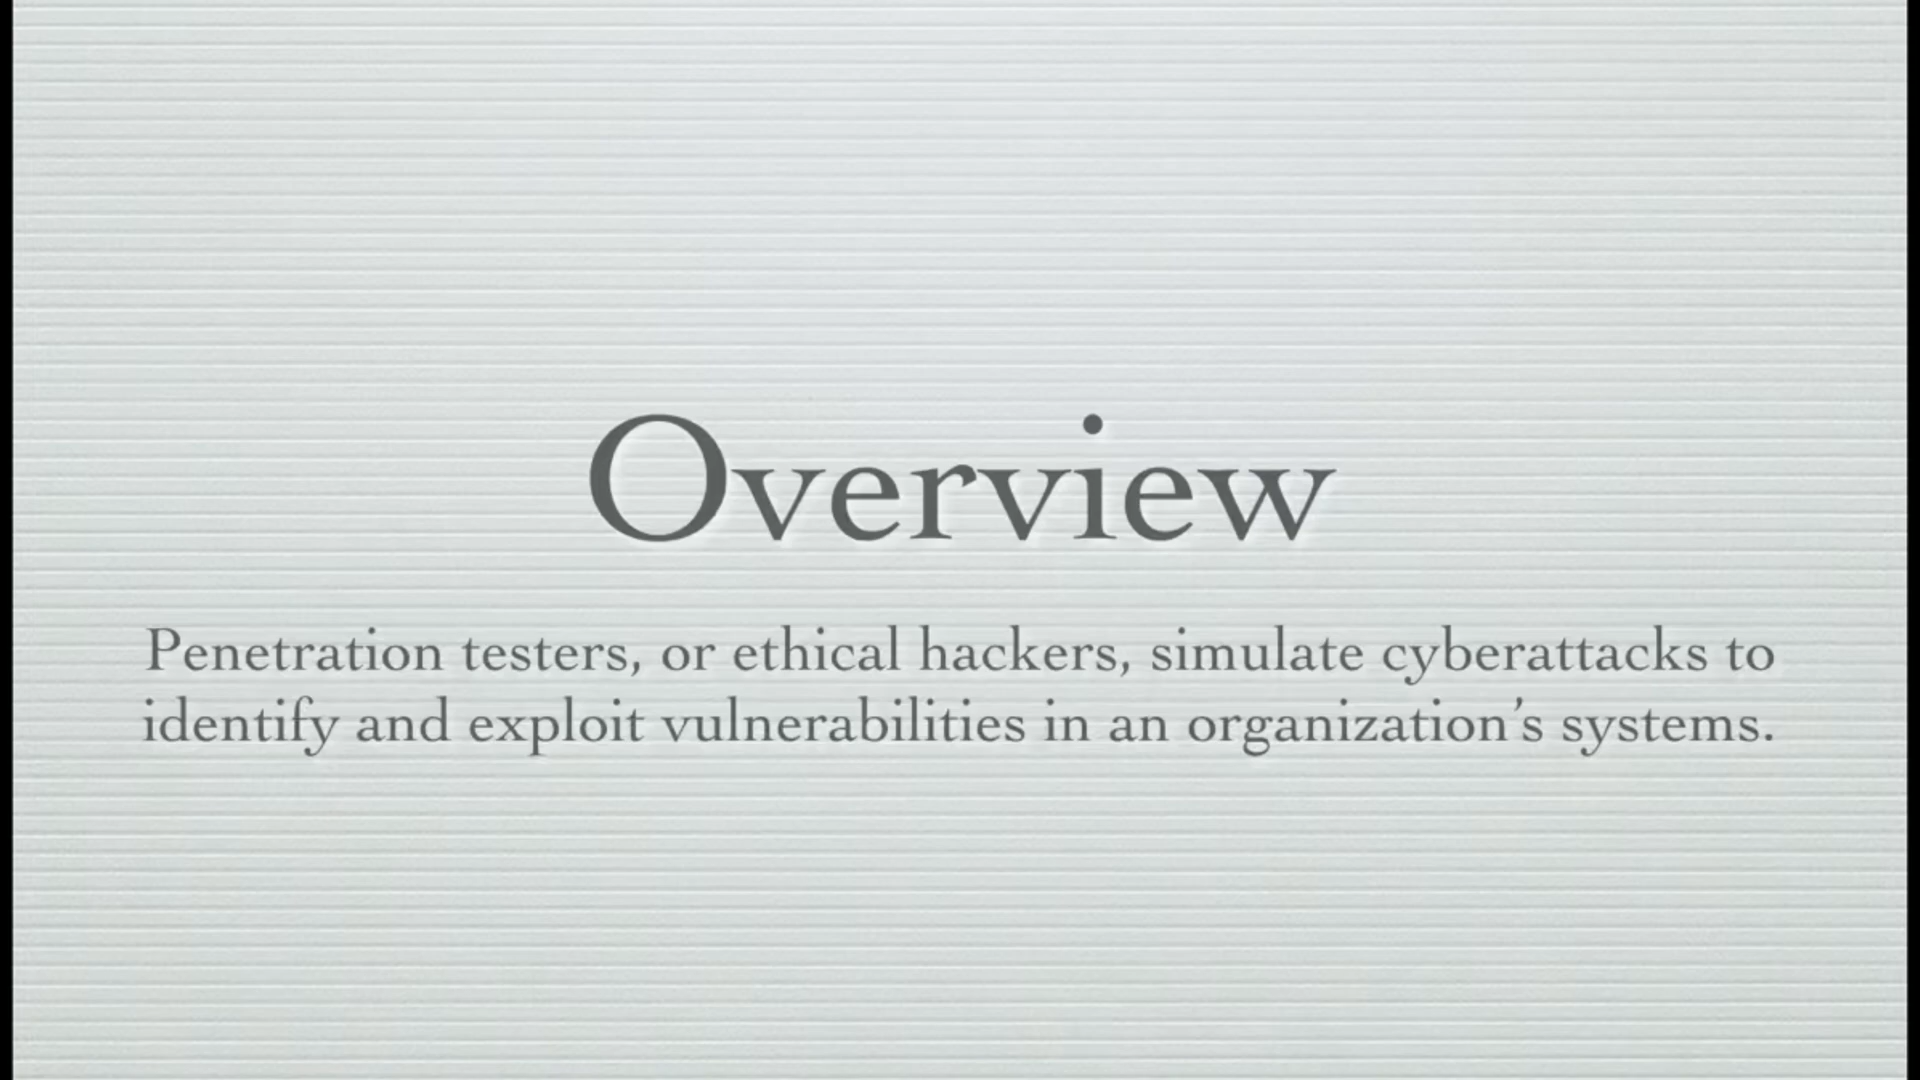 Overview
Penetration testers, or ethical hackers, simulate cyberattacks to
identify and exploit vulnerabilities in an organization’s systems.